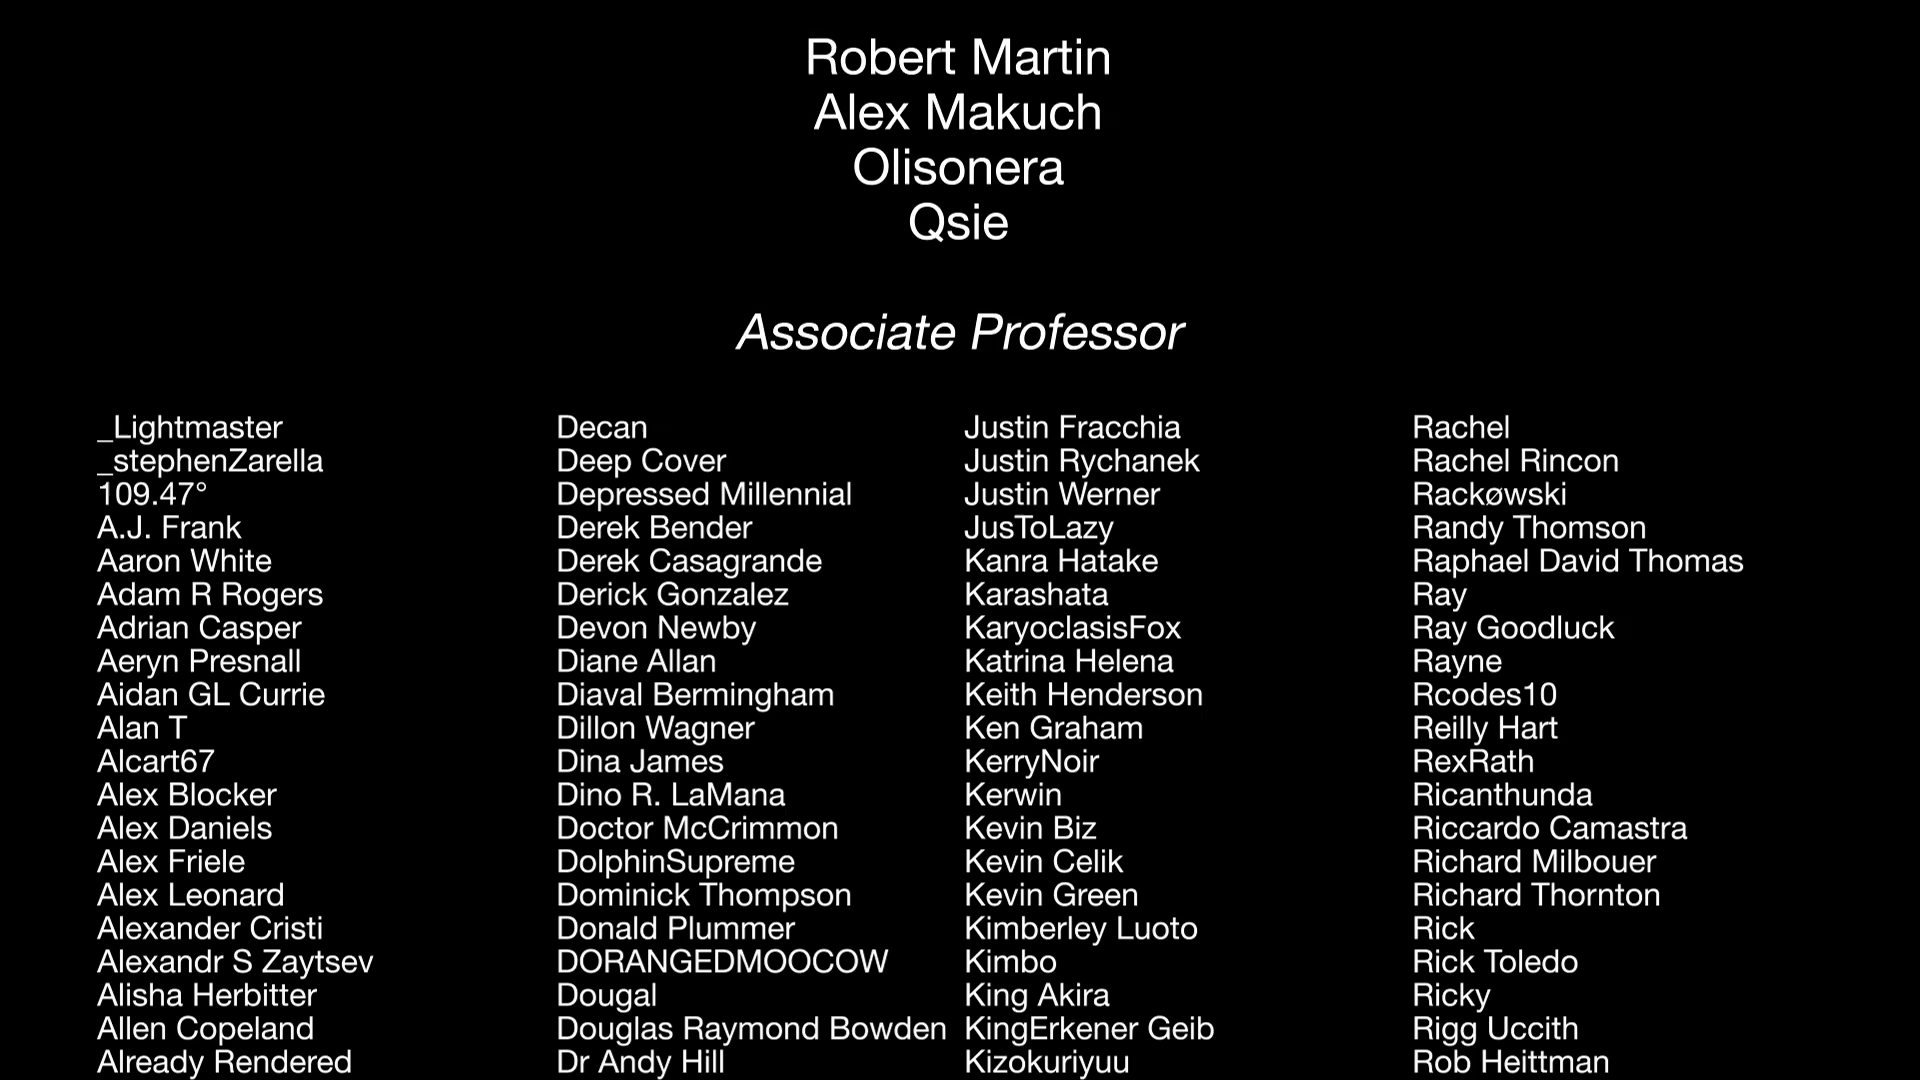 Robert Martin
Alex Makuch
Olisonera
Qsie
Associate Professor
_Lightmaster
_stephenZarella
109.47°
A.J. Frank
Aaron White
Adam R Rogers
Adrian Casper
Aeryn Presnall
Aidan GL Currie
Alan T
Alcart67
Alex Blocker
Alex Daniels
Alex Friele
Alex Leonard
Alexander Cristi
Alexandr S Zaytsev
Alisha Herbitter
Allen Copeland
Already Rendered
Decan
Deep Cover
Depressed Millennial
Derek Bender
Derek Casagrande
Derick Gonzalez
Devon Newby
Diane Allan
Diaval Bermingham
Dillon Wagner
Dina James
Dino R. LaMana
Doctor McCrimmon
DolphinSupreme
Dominick Thompson
Donald Plummer
DORANGEDMOOCOW
Dougal
Douglas Raymond Bowden
Dr Andy Hill
Justin Fracchia
Justin Rychanek
Justin Werner
JusToLazy
Kanra Hatake
Karashata
KaryoclasisFox
Katrina Helena
Keith Henderson
Ken Graham
KerryNoir
Kerwin
Kevin Biz
Kevin Celik
Kevin Green
Kimberley Luoto
Kimbo
King Akira
KingErkener Geib
Kizokuriyuu
Rachel
Rachel Rincon
Rackøwski
Randy Thomson
Raphael David Thomas
Ray
Ray Goodluck
Rayne
Rcodes10
Reilly Hart
RexRath
Ricanthunda
Riccardo Camastra
Richard Milbouer
Richard Thornton
Rick
Rick Toledo
Ricky
Rigg Uccith
Rob Heittman